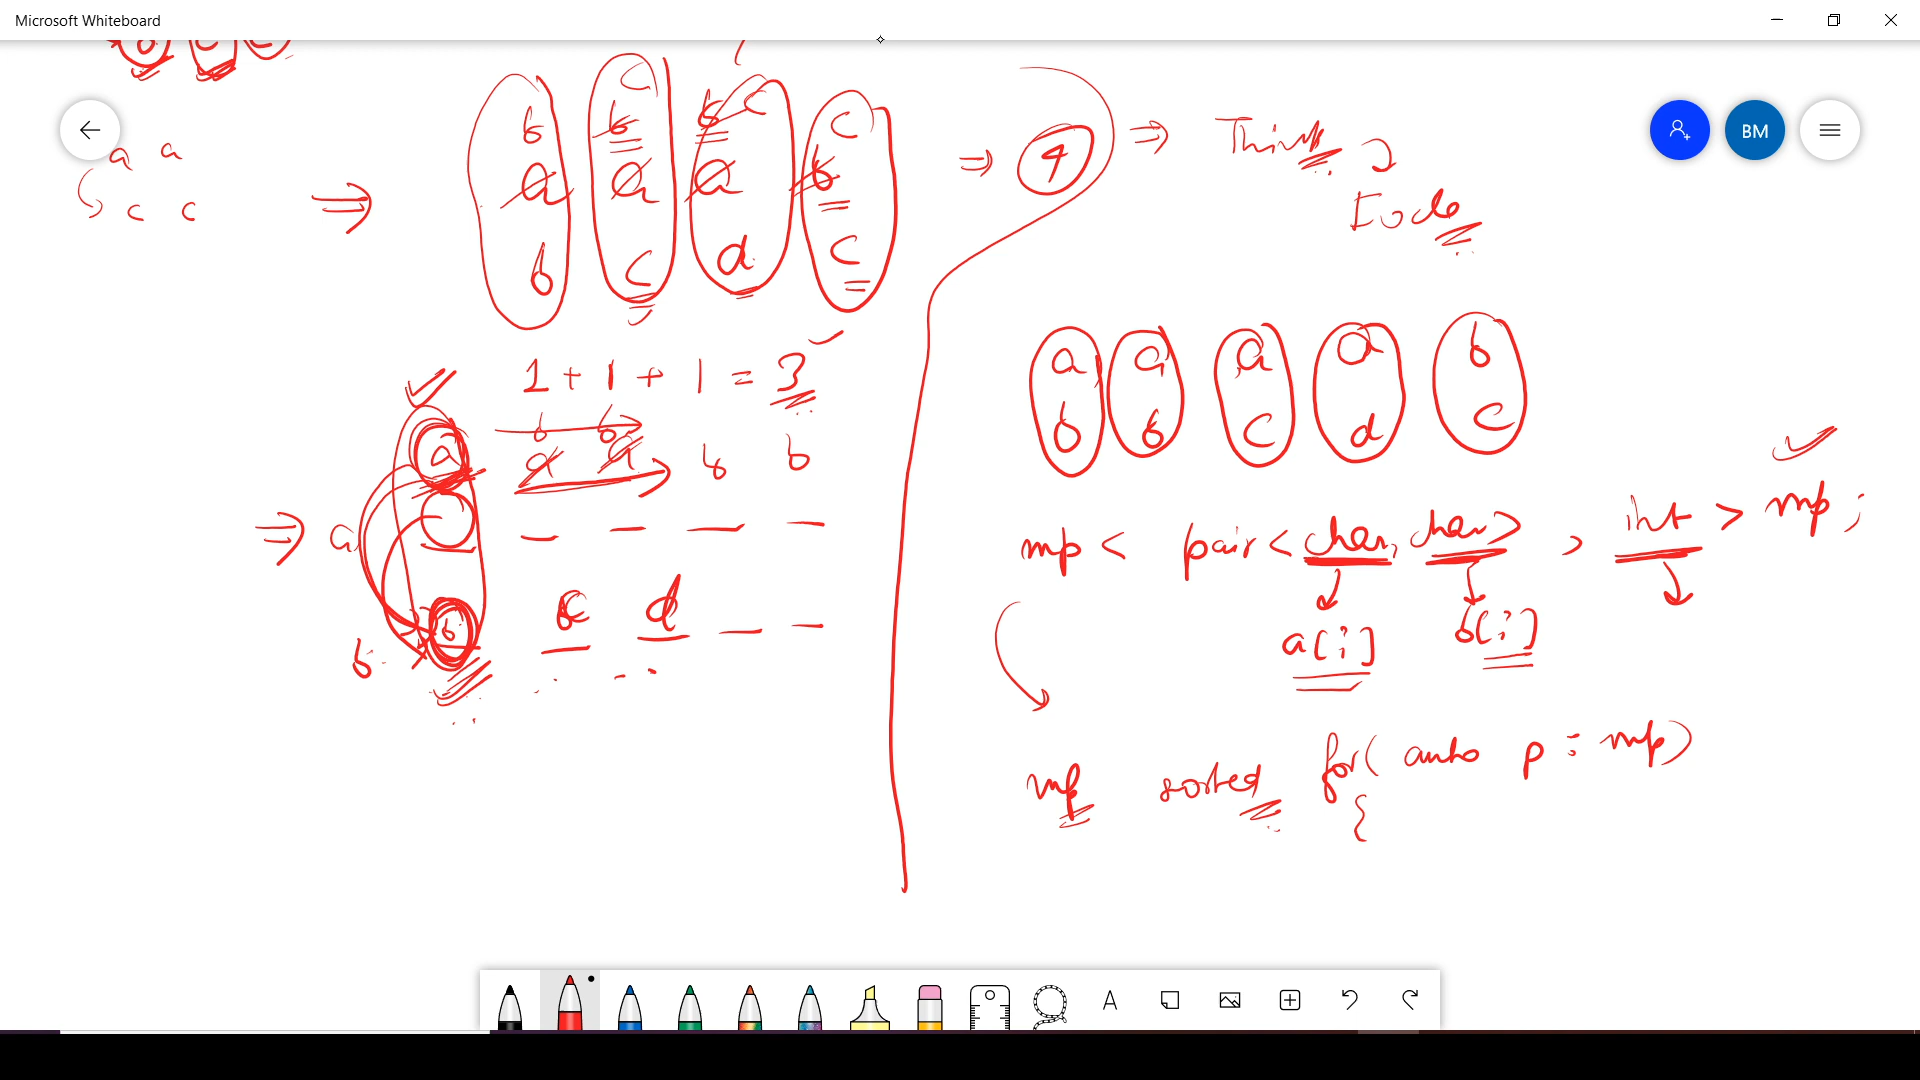 Microsoft Whiteboard
BM
a a
c c
⇒
b c b c c
a b a b
a
b c d c
⇒ 4 ⇒ Think
Code
1 + 1 + 1 = 3
b b
a a a b b
⇒ a
b b c d
a a a a b
b b c d c
mp < pair < char, char > , int > mp ;
a[i] b[i]
mp sorted for( auto p : mp)
{